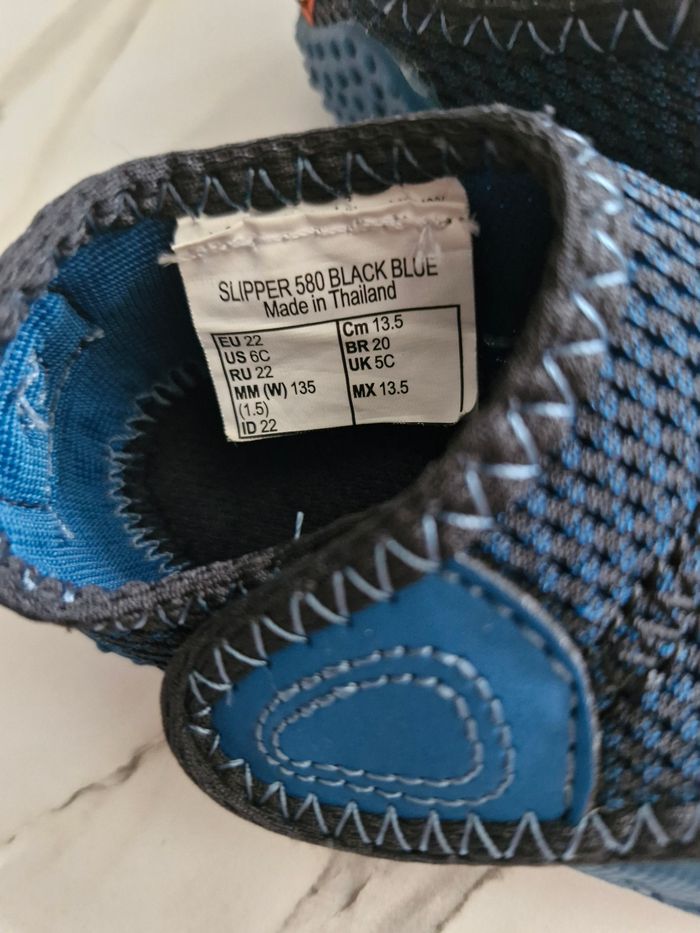 SLIPPER 580 BLACK BLUE
Made in Thailand
EU 22
US 6C
RU 22
MM (W) 135
(1.5)
ID 22
Cm 13.5
BR 20
UK 5C
MX 13.5